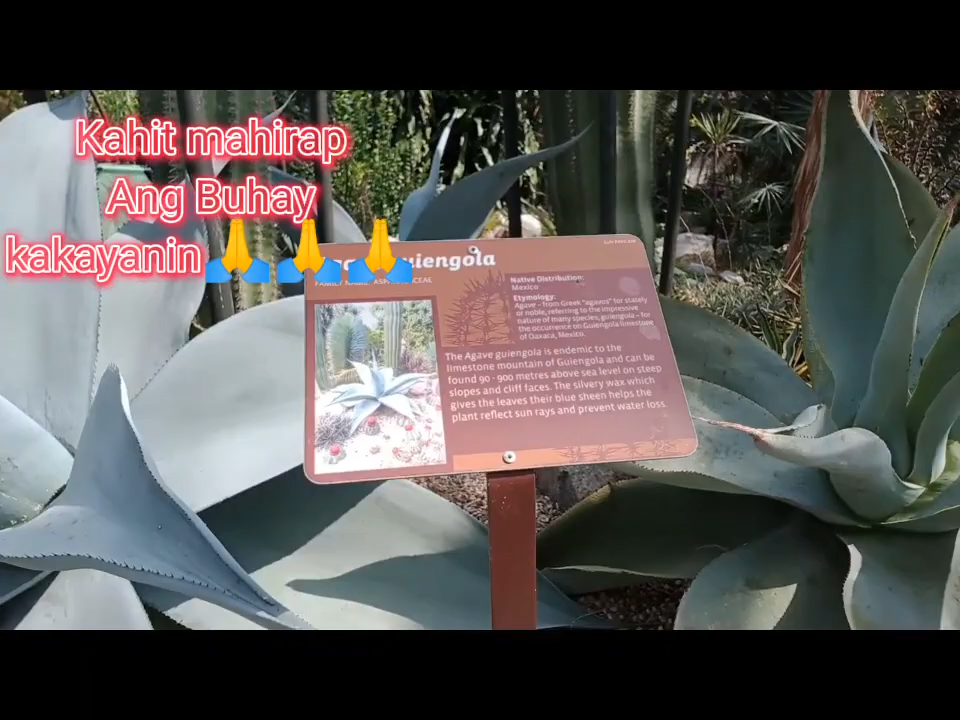 Kahit mahirap
Ang Buhay
kakayanin🙏🙏🙏
guiengola
Native Distribution:
Mexico
Etymology:
Agave - from Greek "agavos" for stately
or noble, referring to the impressive
nature of many species; guiengola – for
the occurrence on Guiengola limestone
of Oaxaca, Mexico.
The Agave guiengola is endemic to the
limestone mountain of Guiengola and can be
found 90 - 900 metres above sea level on steep
slopes and cliff faces. The silvery wax which
gives the leaves their blue sheen helps the
plant reflect sun rays and prevent water loss.